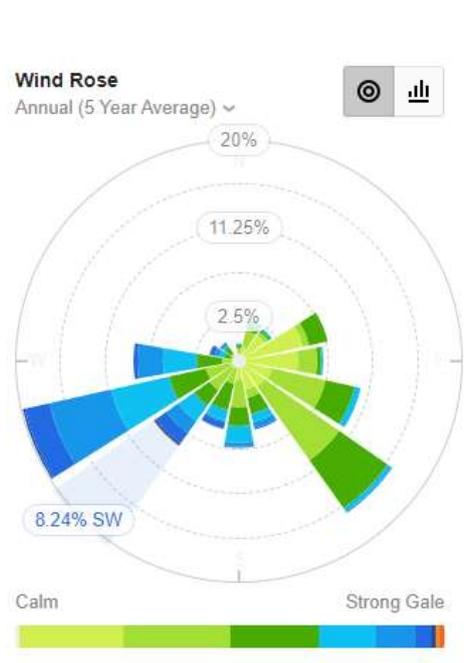 Wind Rose
Annual (5 Year Average)
20%
N
11.25%
2.5%
W
E
8.24% SW
S
Calm
Strong Gale